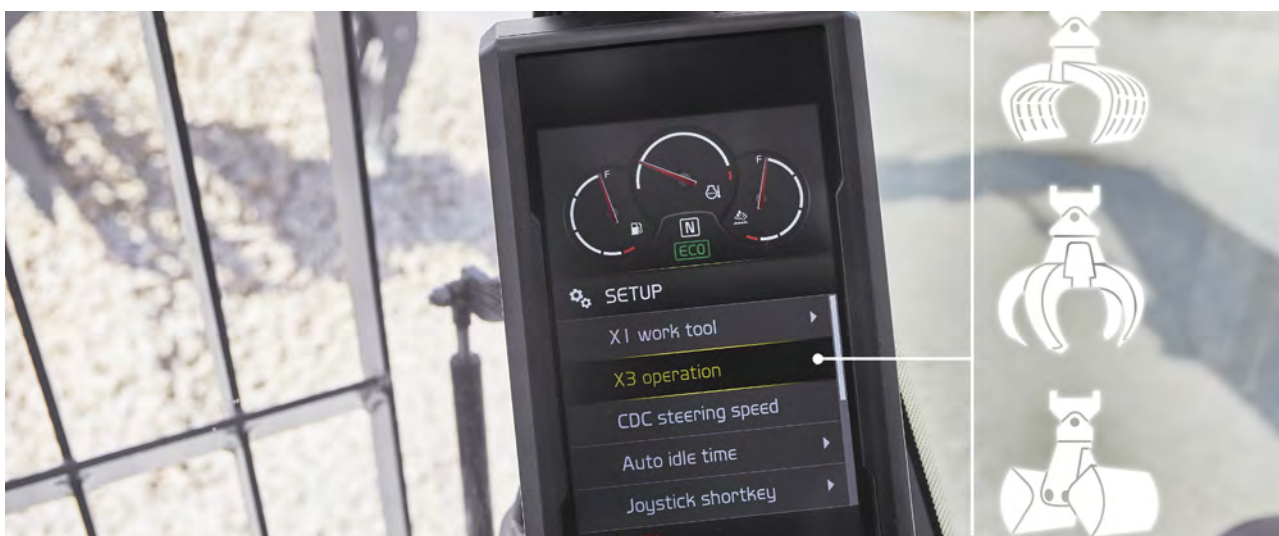 F
F
N
ECO
SETUP
X1 work tool
X3 operation
CDC steering speed
Auto idle time
Joystick shortkey